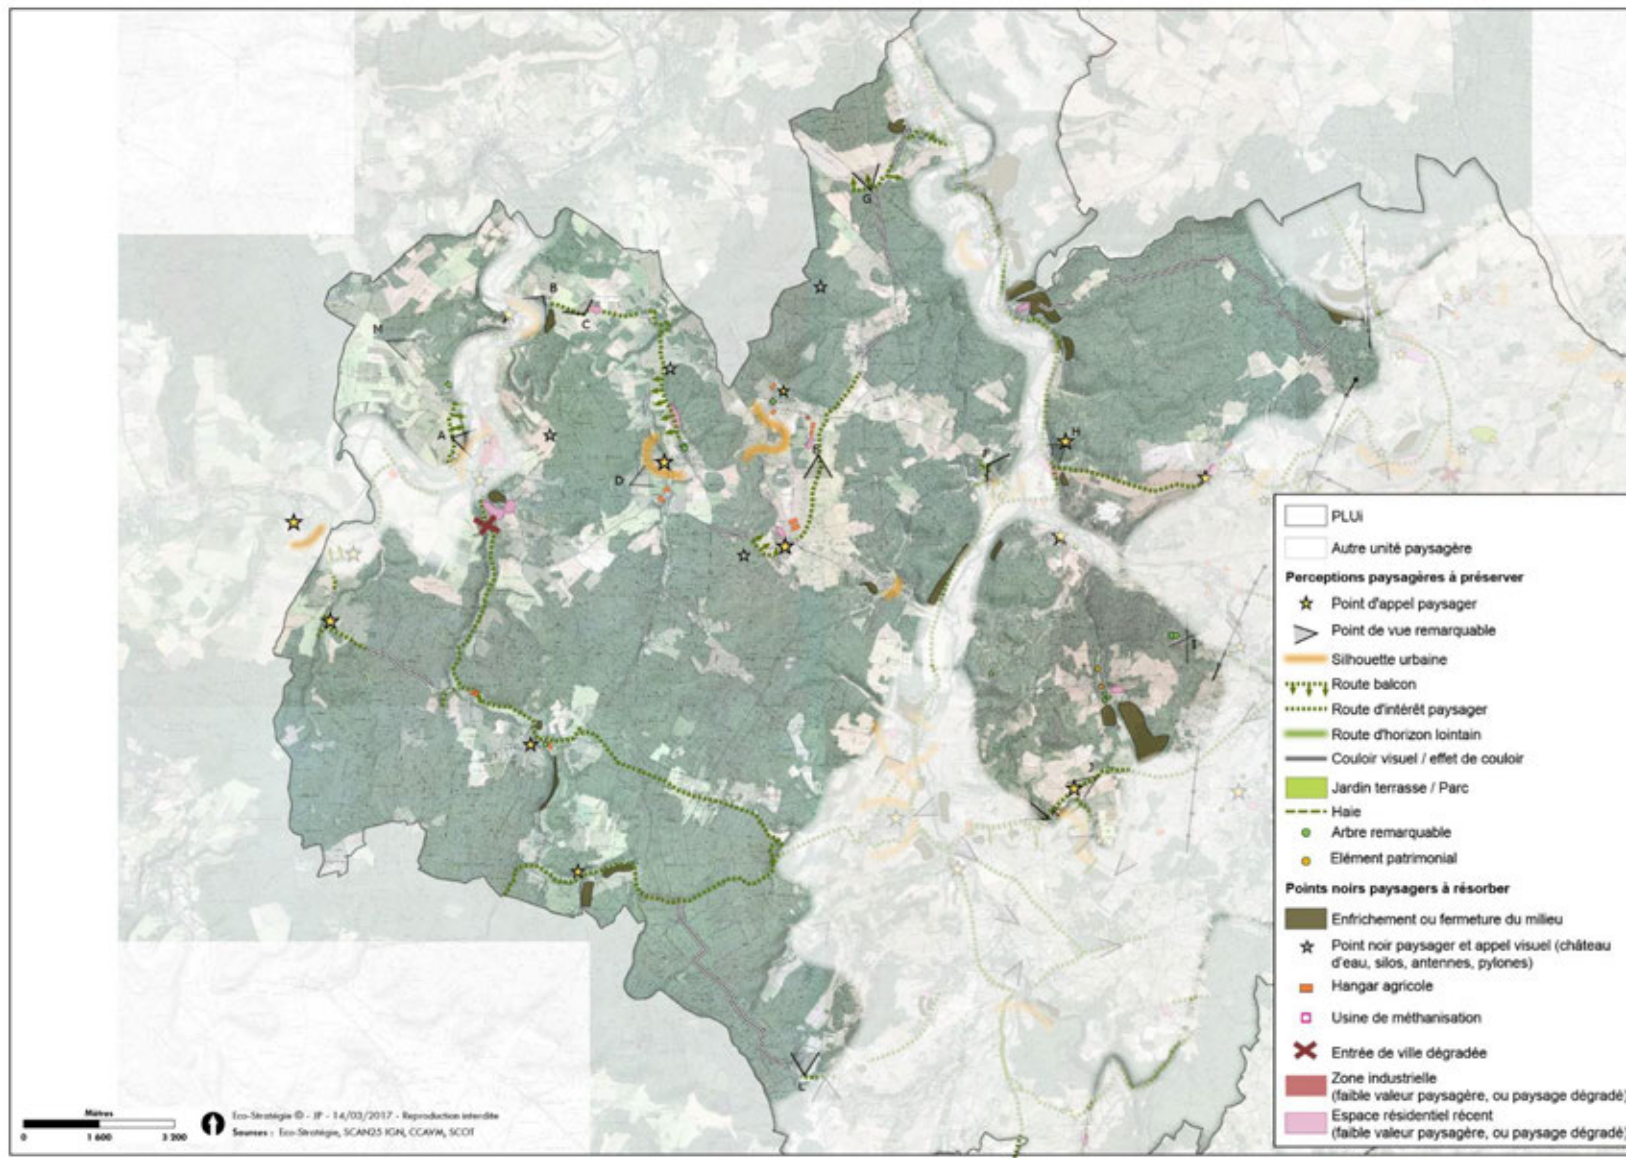 B
C
M
A
D
E
G
F
H
I
J
L
PLUi
Autre unité paysagère
Perceptions paysagères à préserver
Point d'appel paysager
Point de vue remarquable
Silhouette urbaine
Route balcon
Route d'intérêt paysager
Route d'horizon lointain
Couloir visuel / effet de couloir
Jardin terrasse / Parc
Haie
Arbre remarquable
Elément patrimonial
Points noirs paysagers à résorber
Enfrichement ou fermeture du milieu
Point noir paysager et appel visuel (château
d'eau, silos, antennes, pylones)
Hangar agricole
Usine de méthanisation
Entrée de ville dégradée
Zone industrielle
(faible valeur paysagère, ou paysage dégradé)
Espace résidentiel récent
(faible valeur paysagère, ou paysage dégradé)
Mètres
0 1 600 3 200
Eco-Stratégie © - JP - 14/03/2017 - Reproduction interdite
Sources : Eco-Stratégie, SCAN25 IGN, CCAVM, SCOT